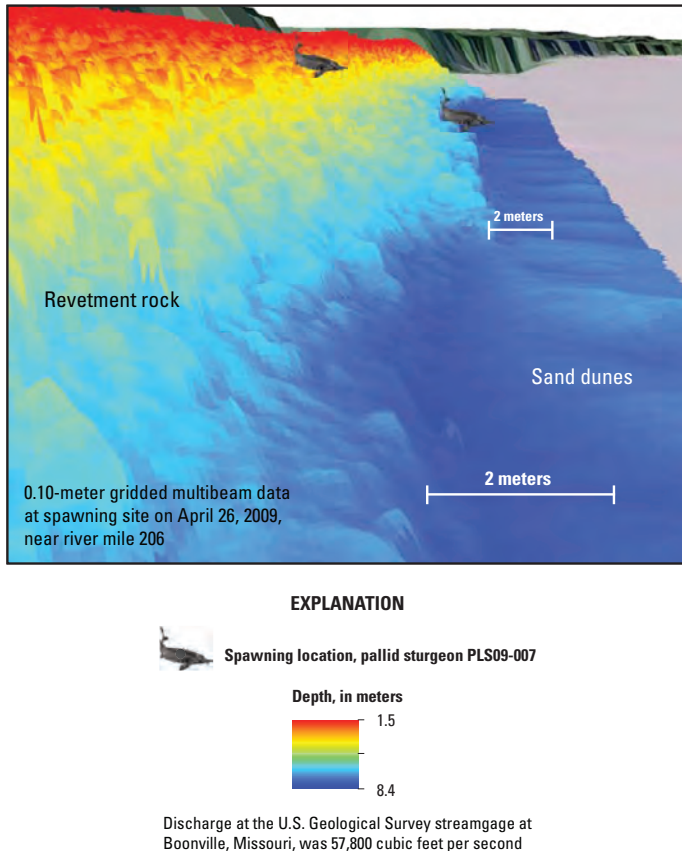 2 meters
Revetment rock
Sand dunes
2 meters
0.10-meter gridded multibeam data
at spawning site on April 26, 2009,
near river mile 206
EXPLANATION
Spawning location, pallid sturgeon PLS09-007
Depth, in meters
1.5
8.4
Discharge at the U.S. Geological Survey streamgage at
Boonville, Missouri, was 57,800 cubic feet per second